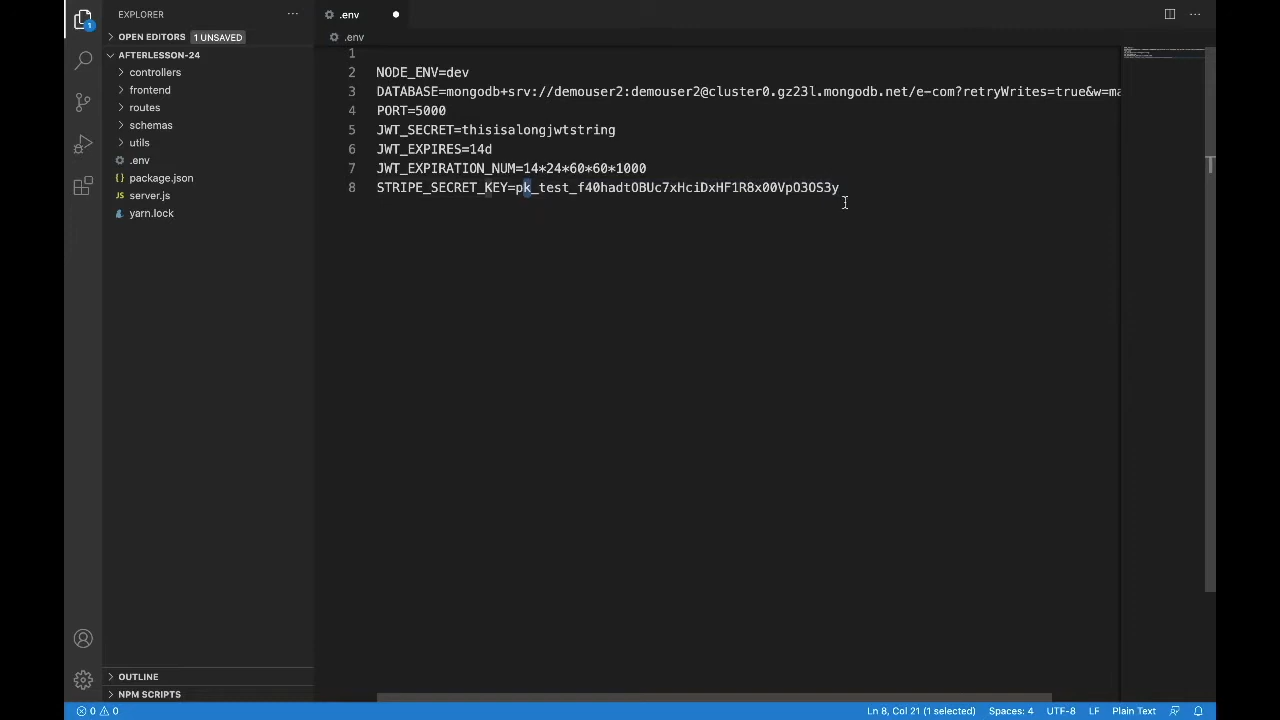 EXPLORER
OPEN EDITORS 1 UNSAVED
AFTERLESSON-24
controllers
frontend
routes
schemas
utils
.env
package.json
server.js
yarn.lock
OUTLINE
NPM SCRIPTS
.env
.env
1
2 NODE_ENV=dev
3 DATABASE=mongodb+srv://demouser2:demouser2@cluster0.gz23l.mongodb.net/e-com?retryWrites=true&w=ma
4 PORT=5000
5 JWT_SECRET=thisisalongjwtstring
6 JWT_EXPIRES=14d
7 JWT_EXPIRATION_NUM=14*24*60*60*1000
8 STRIPE_SECRET_KEY=pk_test_f40hadtOBUc7xHciDxHF1R8x00VpO3OS3y
1
0 0
Ln 8, Col 21 (1 selected) Spaces: 4 UTF-8 LF Plain Text